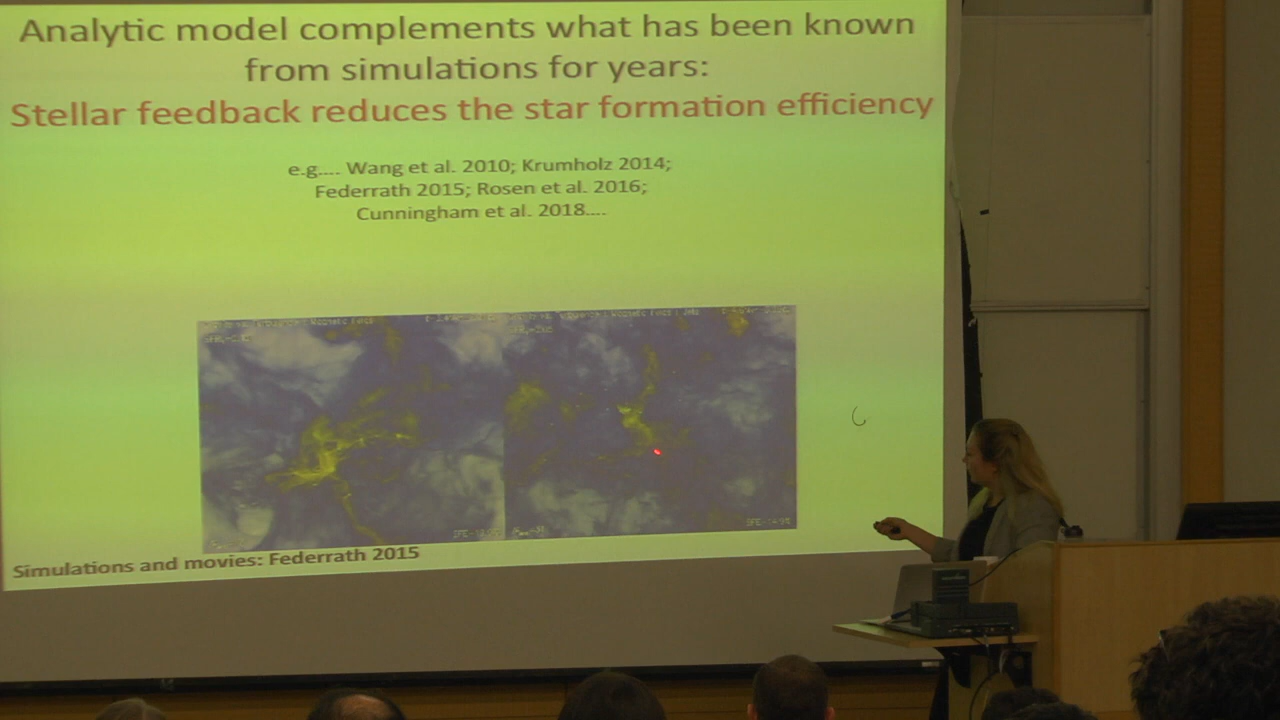 Analytic model complements what has been known
from simulations for years:
Stellar feedback reduces the star formation efficiency
e.g.... Wang et al. 2010; Krumholz 2014;
Federrath 2015; Rosen et al. 2016;
Cunningham et al. 2018....
Simulations and movies: Federrath 2015